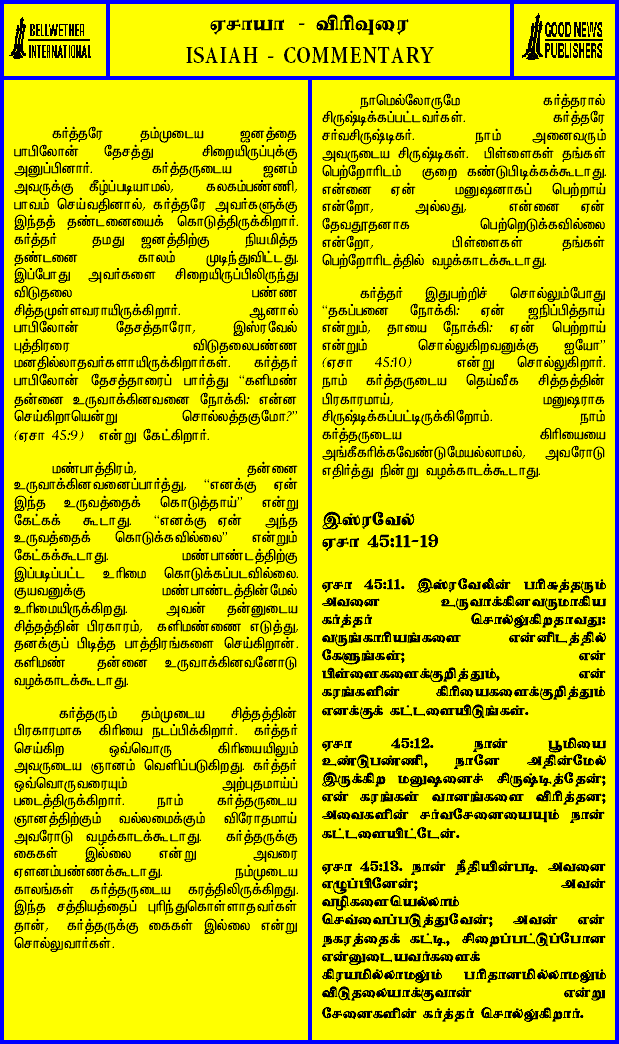 BELLWETHER
INTERNATIONAL
ஏசாயா - விரிவுரை
ISAIAH - COMMENTARY
GOOD NEWS
PUBLISHERS
கர்த்தரே தம்முடைய ஜனத்தை
பாபிலோன் தேசத்து சிறையிருப்புக்கு
அனுப்பினார். கர்த்தருடைய ஜனம்
அவருக்கு கீழ்ப்படியாமல், கலகம்பண்ணி,
பாவம் செய்வதினால், கர்த்தரே அவர்களுக்கு
இந்தத் தண்டனையைக் கொடுத்திருக்கிறார்.
கர்த்தர் தமது ஜனத்திற்கு நியமித்த
தண்டனை காலம் முடிந்துவிட்டது.
இப்போது அவர்களை சிறையிருப்பிலிருந்து
விடுதலை பண்ண
சித்தமுள்ளவராயிருக்கிறார். ஆனால்
பாபிலோன் தேசத்தாரோ, இஸ்ரவேல்
புத்திரரை விடுதலைபண்ண
மனதில்லாதவர்களாயிருக்கிறார்கள். கர்த்தர்
பாபிலோன் தேசத்தாரைப் பார்த்து “களிமண்
தன்னை உருவாக்கினவனை நோக்கி: என்ன
செய்கிறாயென்று சொல்லத்தகுமோ?”
(ஏசா 45:9) என்று கேட்கிறார்.
மண்பாத்திரம், தன்னை
உருவாக்கினவனைப்பார்த்து, “எனக்கு ஏன்
இந்த உருவத்தைக் கொடுத்தாய்” என்று
கேட்கக் கூடாது. “எனக்கு ஏன் அந்த
உருவத்தைக் கொடுக்கவில்லை” என்றும்
கேட்கக்கூடாது. மண்பாண்டத்திற்கு
இப்படிப்பட்ட உரிமை கொடுக்கப்படவில்லை.
குயவனுக்கு மண்பாண்டத்தின்மேல்
உரிமையிருக்கிறது. அவன் தன்னுடைய
சித்தத்தின் பிரகாரம், களிமண்ணை எடுத்து,
தனக்குப் பிடித்த பாத்திரங்களை செய்கிறான்.
களிமண் தன்னை உருவாக்கினவனோடு
வழக்காடக்கூடாது.
கர்த்தரும் தம்முடைய சித்தத்தின்
பிரகாரமாக கிரியை நடப்பிக்கிறார். கர்த்தர்
செய்கிற ஒவ்வொரு கிரியையிலும்
அவருடைய ஞானம் வெளிப்படுகிறது. கர்த்தர்
ஒவ்வொருவரையும் அற்புதமாய்ப்
படைத்திருக்கிறார். நாம் கர்த்தருடைய
ஞானத்திற்கும் வல்லமைக்கும் விரோதமாய்
அவரோடு வழக்காடக்கூடாது. கர்த்தருக்கு
கைகள் இல்லை என்று அவரை
ஏளனம்பண்ணக்கூடாது. நம்முடைய
காலங்கள் கர்த்தருடைய கரத்திலிருக்கிறது.
இந்த சத்தியத்தைப் புரிந்துகொள்ளாதவர்கள்
தான், கர்த்தருக்கு கைகள் இல்லை என்று
சொல்லுவார்கள்.
நாமெல்லோருமே கர்த்தரால்
சிருஷ்டிக்கப்பட்டவர்கள். கர்த்தரே
சர்வசிருஷ்டிகர். நாம் அனைவரும்
அவருடைய சிருஷ்டிகள். பிள்ளைகள் தங்கள்
பெற்றோரிடம் குறை கண்டுபிடிக்கக்கூடாது.
என்னை ஏன் மனுஷனாகப் பெற்றாய்
என்றோ, அல்லது, என்னை ஏன்
தேவதூதனாக பெற்றெடுக்கவில்லை
என்றோ, பிள்ளைகள் தங்கள்
பெற்றோரிடத்தில் வழக்காடக்கூடாது.
கர்த்தர் இதுபற்றிச் சொல்லும்போது
“தகப்பனை நோக்கி: ஏன் ஜநிப்பித்தாய்
என்றும், தாயை நோக்கி: ஏன் பெற்றாய்
என்றும் சொல்லுகிறவனுக்கு ஐயோ”
(ஏசா 45:10) என்று சொல்லுகிறார்.
நாம் கர்த்தருடைய தெய்வீக சித்தத்தின்
பிரகாரமாய், மனுஷராக
சிருஷ்டிக்கப்பட்டிருக்கிறோம். நாம்
கர்த்தருடைய கிரியையை
அங்கீகரிக்கவேண்டுமேயல்லாமல், அவரோடு
எதிர்த்து நின்று வழக்காடக்கூடாது.
இஸ்ரவேல்
ஏசா 45:11-19
ஏசா 45:11. இஸ்ரவேலின் பரிசுத்தரும்
அவனை உருவாக்கினவருமாகிய
கர்த்தர் சொல்லுகிறதாவது:
வருங்காரியங்களை என்னிடத்தில்
கேளுங்கள்; என்
பிள்ளைகளைக்குறித்தும், என்
கரங்களின் கிரியைகளைக்குறித்தும்
எனக்குக் கட்டளையிடுங்கள்.
ஏசா 45:12. நான் பூமியை
உண்டுபண்ணி, நானே அதின்மேல்
இருக்கிற மனுஷனைச் சிருஷ்டித்தேன்;
என் கரங்கள் வானங்களை விரித்தன;
அவைகளின் சர்வசேனையையும் நான்
கட்டளையிட்டேன்.
ஏசா 45:13. நான் நீதியின்படி அவனை
எழுப்பினேன்; அவன்
வழிகளையெல்லாம்
செவ்வைப்படுத்துவேன்; அவன் என்
நகரத்தைக் கட்டி, சிறைப்பட்டுப்போன
என்னுடையவர்களைக்
கிரயமில்லாமலும் பரிதானமில்லாமலும்
விடுதலையாக்குவான் என்று
சேனைகளின் கர்த்தர் சொல்லுகிறார்.